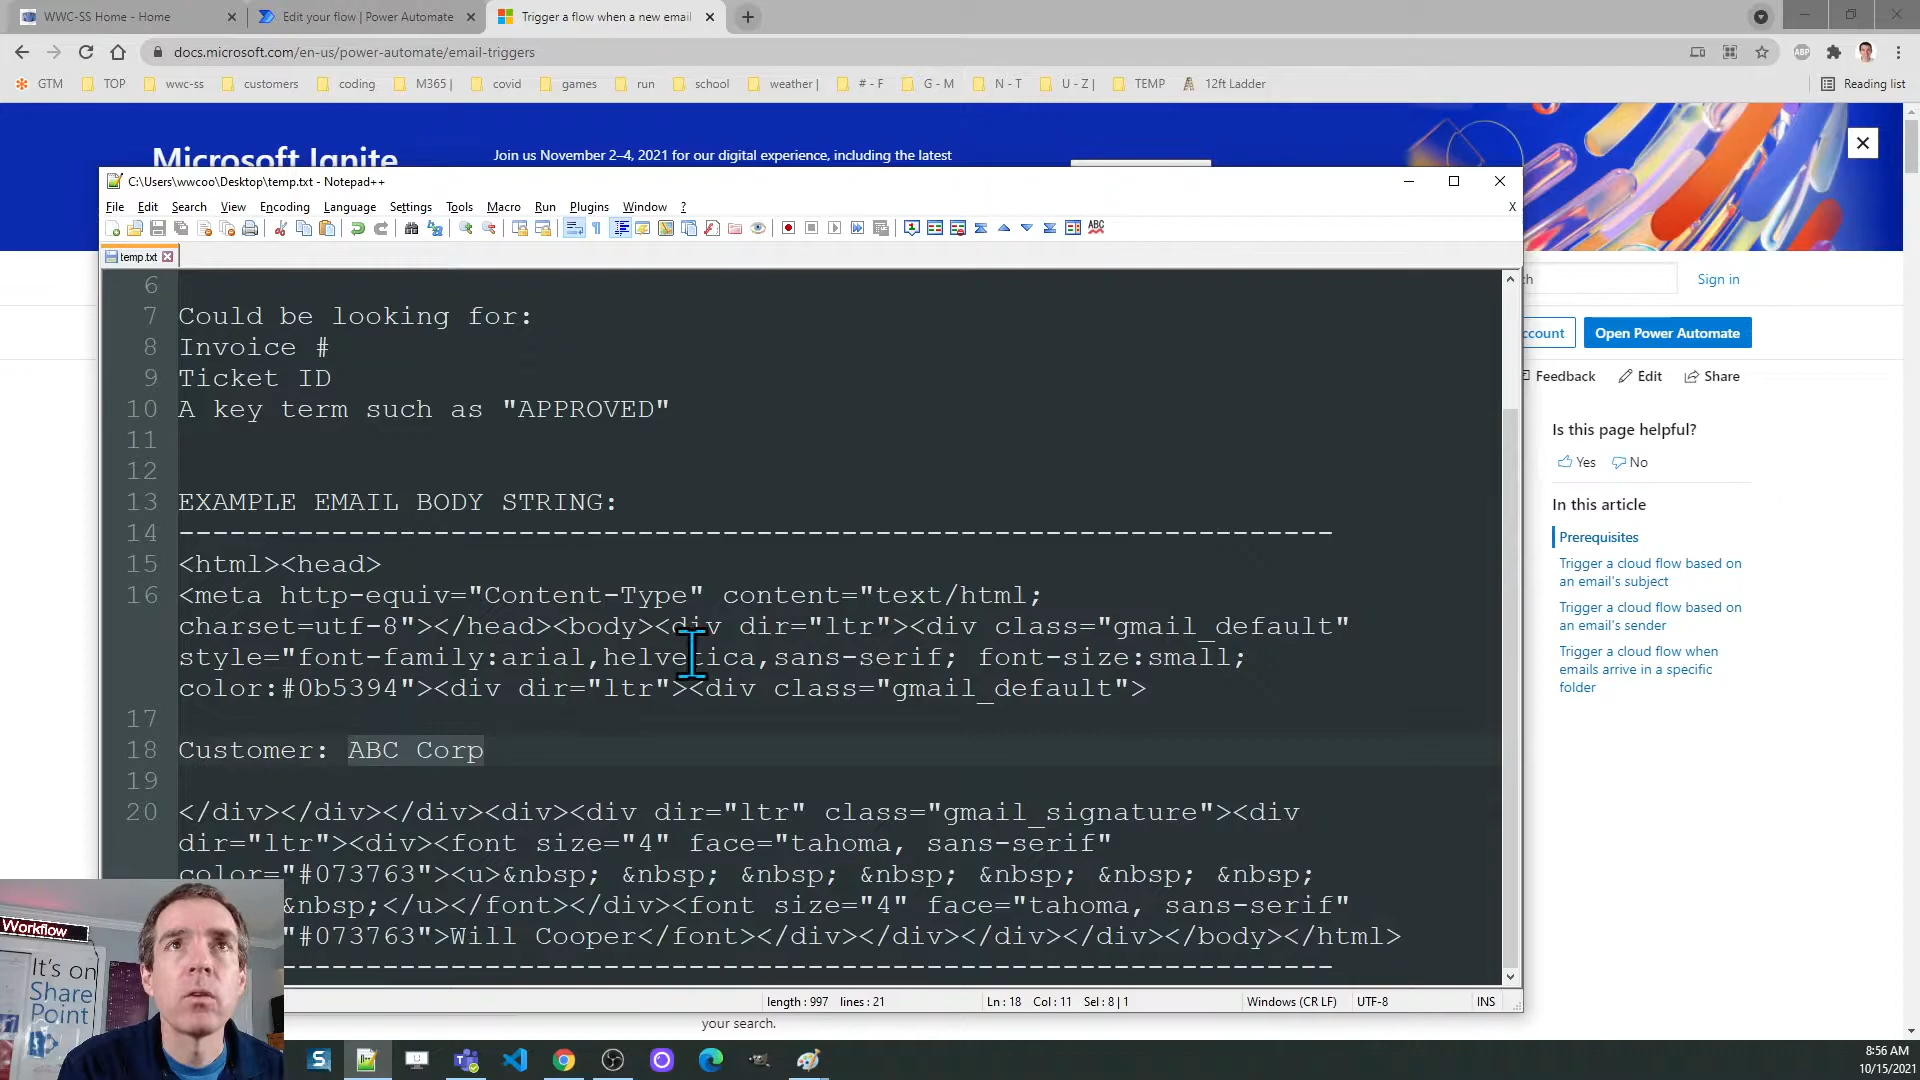 WWC-SS Home - Home
Edit your flow | Power Automate
Trigger a flow when a new email
docs.microsoft.com/en-us/power-automate/email-triggers
ABP
GTM
TOP
wwc-ss
customers
coding
M365 |
covid
games
run
school
weather |
# - F
G - M
N - T
U - Z |
TEMP
12ft Ladder
Reading list
Microsoft Ignite
Join us November 2–4, 2021 for our digital experience, including the latest
C:\Users\wwcoo\Desktop\temp.txt - Notepad++
File Edit Search View Encoding Language Settings Tools Macro Run Plugins Window ?
X
ABC
temp.txt
6
7 Could be looking for:
8 Invoice #
9 Ticket ID
10 A key term such as "APPROVED"
11
12
13 EXAMPLE EMAIL BODY STRING:
14 --------------------------------------------------------------------
15 <html><head>
16 <meta http-equiv="Content-Type" content="text/html;
charset=utf-8"></head><body><div dir="ltr"><div class="gmail_default"
style="font-family:arial,helvetica,sans-serif; font-size:small;
color:#0b5394"><div dir="ltr"><div class="gmail_default">
17
18 Customer: ABC Corp
19
20 </div></div></div><div><div dir="ltr" class="gmail_signature"><div
dir="ltr"><div><font size="4" face="tahoma, sans-serif"
color="#073763"><u>&nbsp; &nbsp; &nbsp; &nbsp; &nbsp; &nbsp; &nbsp;
&nbsp;</u></font></div><font size="4" face="tahoma, sans-serif"
"#073763">Will Cooper</font></div></div></div></div></body></html>
--------------------------------------------------------------
length : 997 lines : 21
Ln : 18 Col : 11 Sel : 8 | 1
Windows (CR LF)
UTF-8
INS
your search.
ch
Sign in
ccount
Open Power Automate
Feedback
Edit
Share
Is this page helpful?
Yes
No
In this article
Prerequisites
Trigger a cloud flow based on
an email's subject
Trigger a cloud flow based on
an email's sender
Trigger a cloud flow when
emails arrive in a specific
folder
Workflow
It's on
Share
Point
S
8:56 AM
10/15/2021